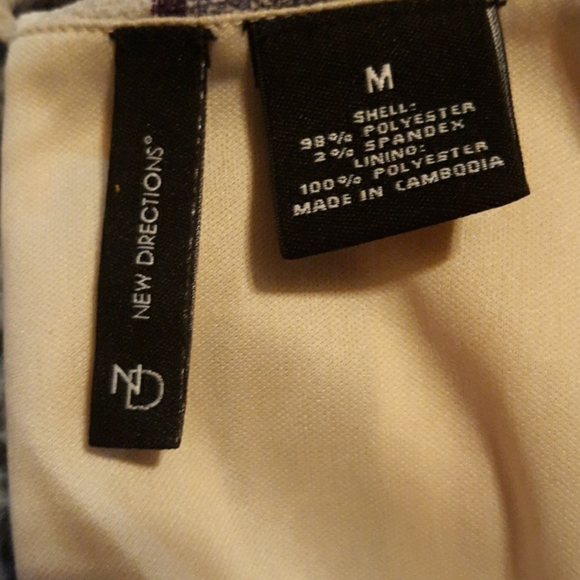 NEW DIRECTIONS®
ND
M
SHELL:
98% POLYESTER
2% SPANDEX
LINING:
100% POLYESTER
MADE IN CAMBODIA